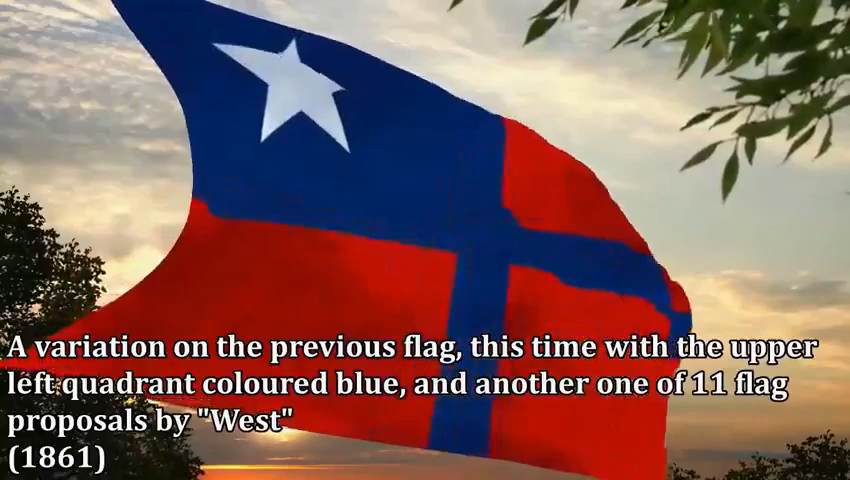 A variation on the previous flag, this time with the upper
left quadrant coloured blue, and another one of 11 flag
proposals by "West"
(1861)